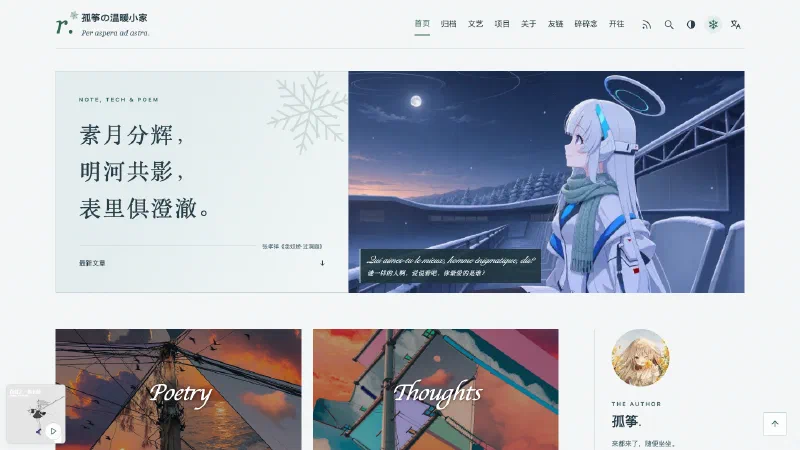 r.
孤筝の温暖小家
Per aspera ad astra.
首页 归档 文艺 项目 关于 友链 碎碎念 开往
NOTE, TECH & POEM
素月分辉，
明河共影，
表里俱澄澈。
张孝祥《念奴娇·过洞庭》
最新文章
Qui aimes-tu le mieux, homme énigmatique, dis?
谜一样的人啊，爱说爱吧，你最爱的是谁？
Poetry
Thoughts
THE AUTHOR
孤筝.
来都来了，随便坐坐。